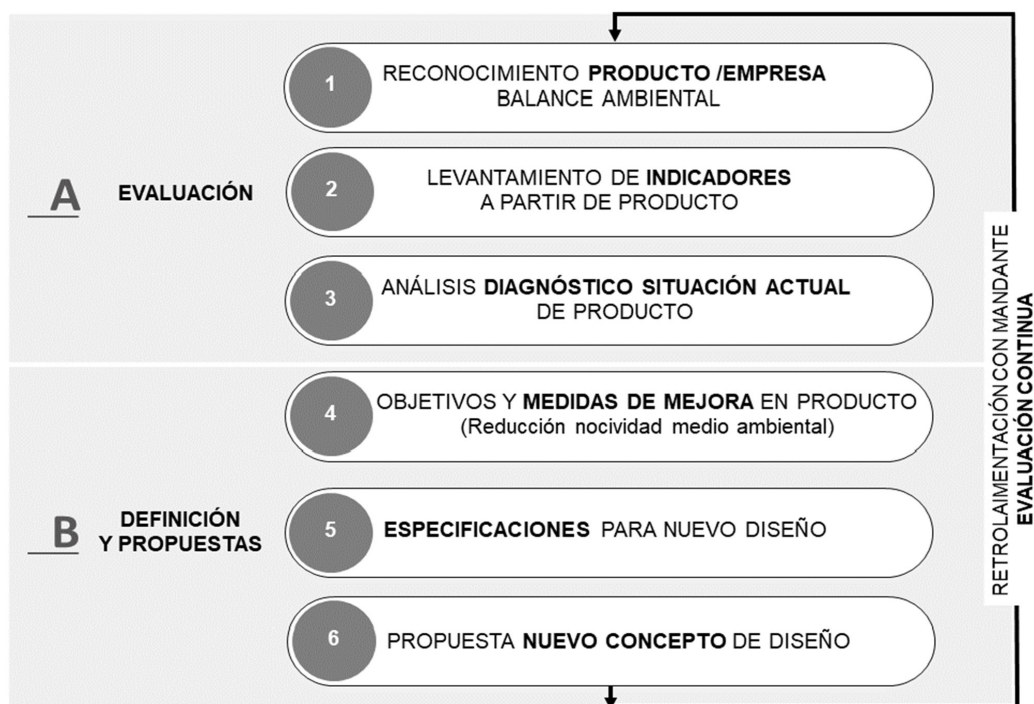 1
RECONOCIMIENTO PRODUCTO /EMPRESA
BALANCE AMBIENTAL
A
EVALUACIÓN
2
LEVANTAMIENTO DE INDICADORES
A PARTIR DE PRODUCTO
3
ANÁLISIS DIAGNÓSTICO SITUACIÓN ACTUAL
DE PRODUCTO
4
OBJETIVOS Y MEDIDAS DE MEJORA EN PRODUCTO
(Reducción nocividad medio ambiental)
B
DEFINICIÓN
Y PROPUESTAS
5
ESPECIFICACIONES PARA NUEVO DISEÑO
6
PROPUESTA NUEVO CONCEPTO DE DISEÑO
RETROLAIMENTACIÓN CON MANDANTE
EVALUACIÓN CONTINUA